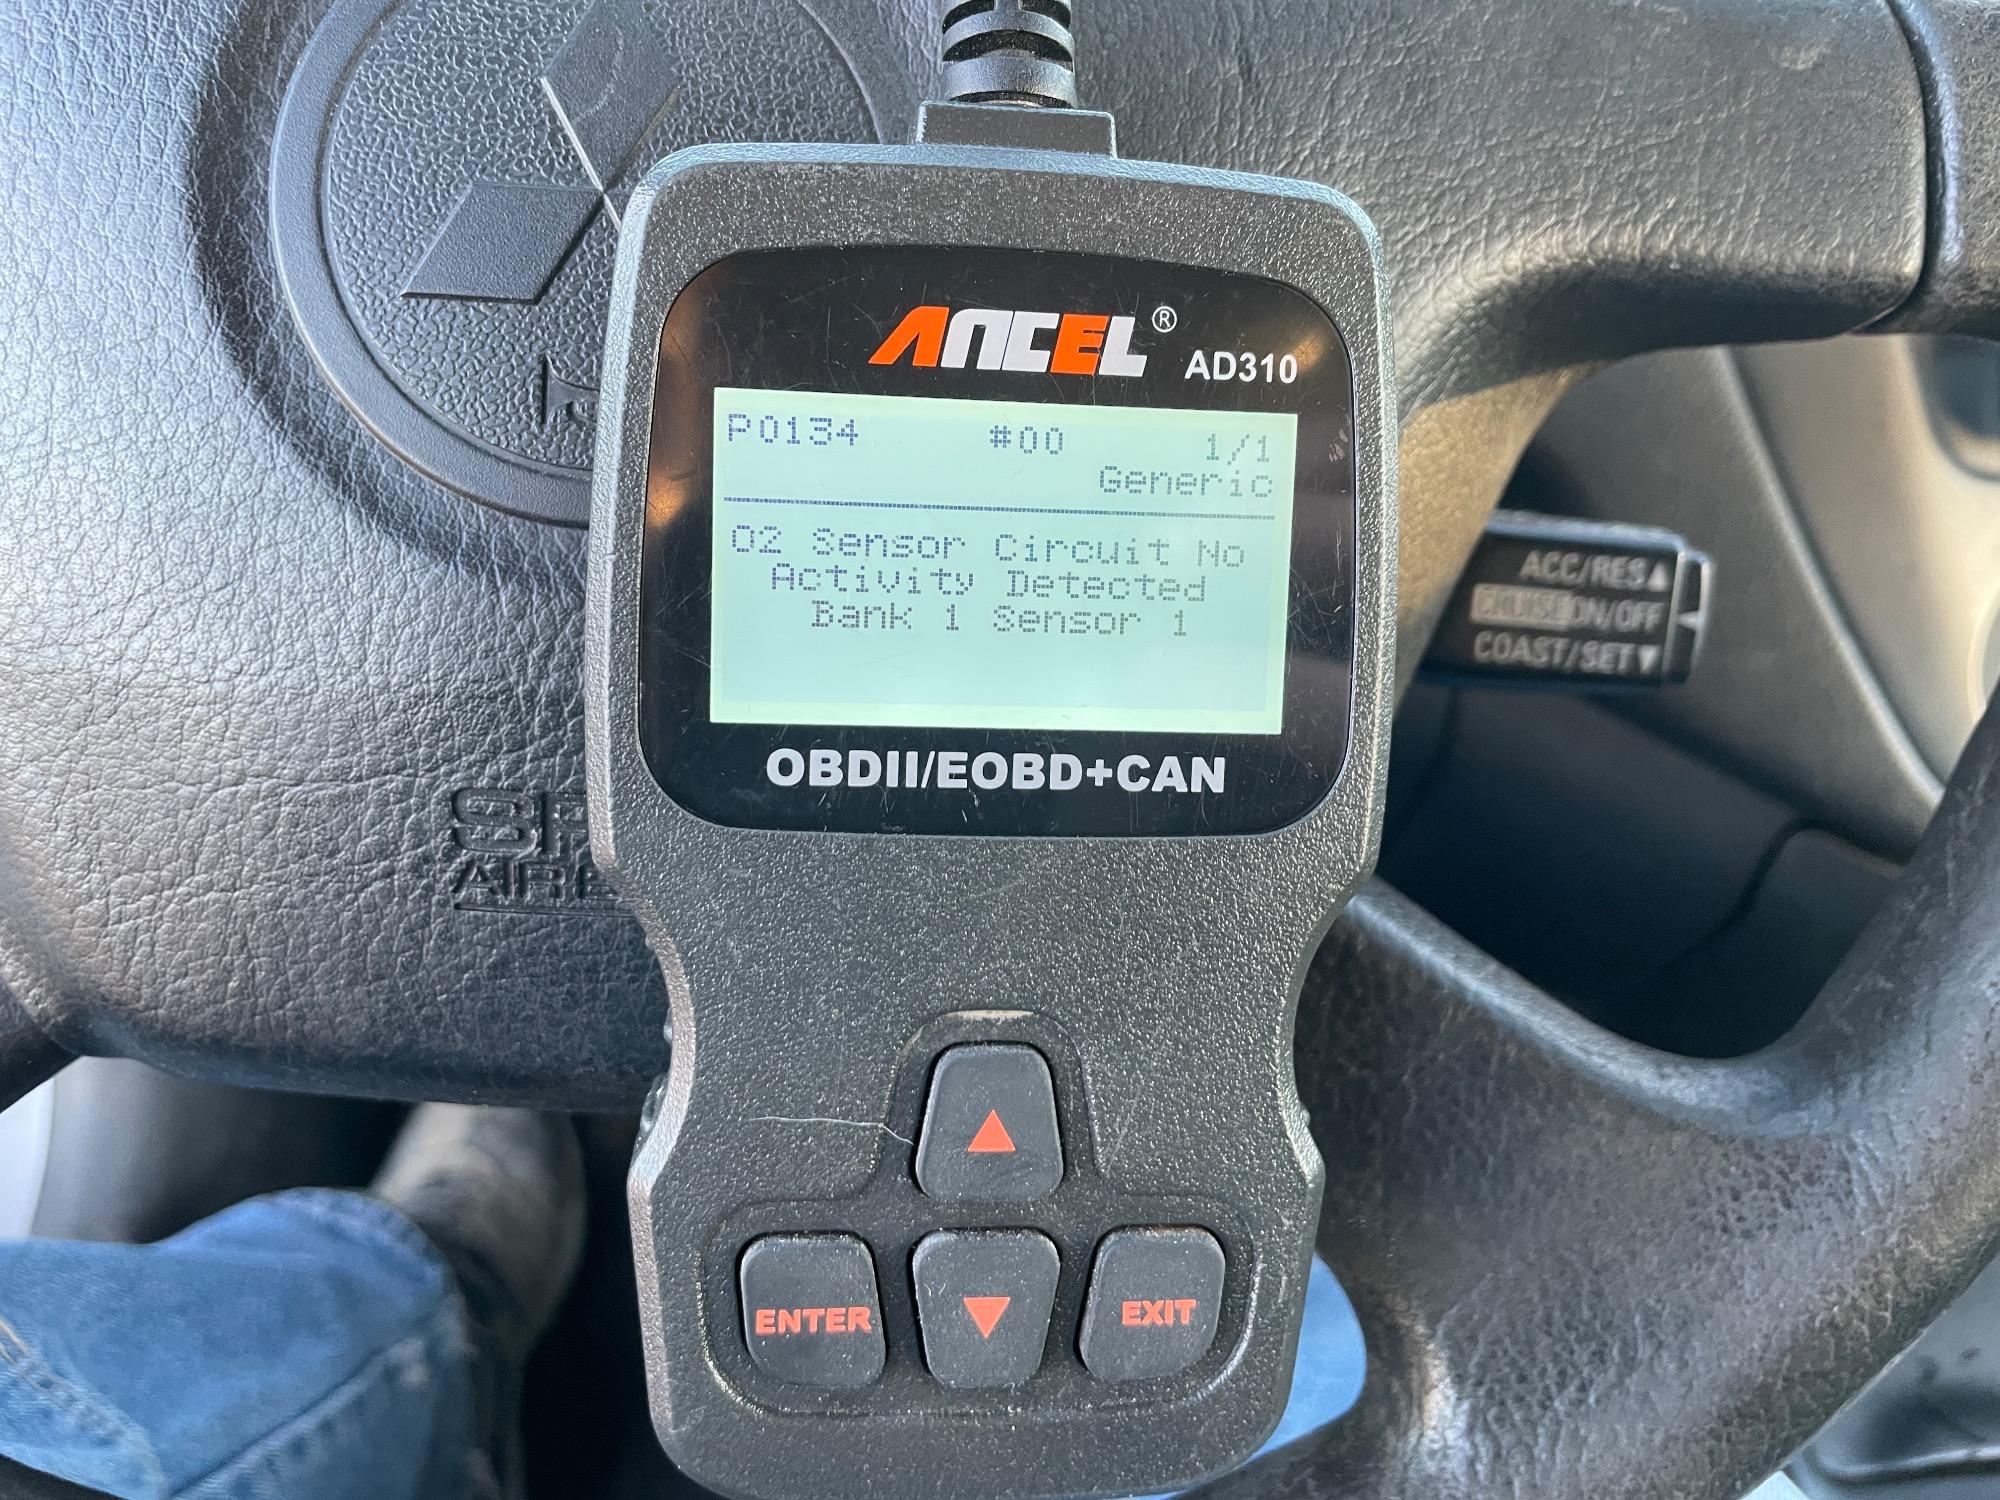 ANCEL® AD310
P0134 #00 1/1
Generic
O2 Sensor Circuit No
Activity Detected
Bank 1 Sensor 1
OBDII/EOBD+CAN
ACC/RES▲
CRUISE ON/OFF
COAST/SET▼
ENTER
EXIT